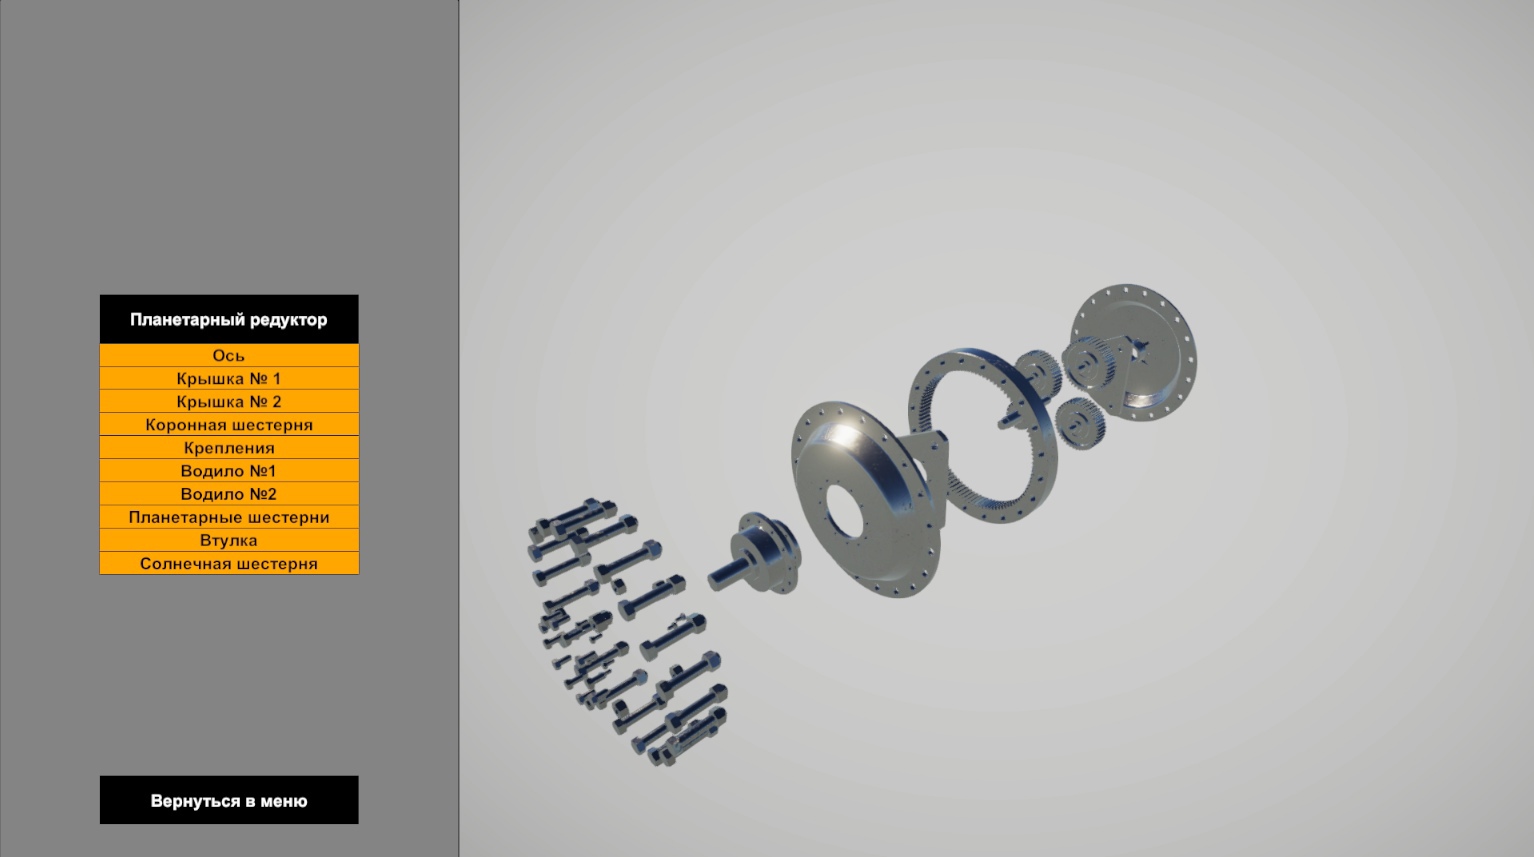 Планетарный редуктор
Ось
Крышка № 1
Крышка № 2
Коронная шестерня
Крепления
Водило №1
Водило №2
Планетарные шестерни
Втулка
Солнечная шестерня
Вернуться в меню